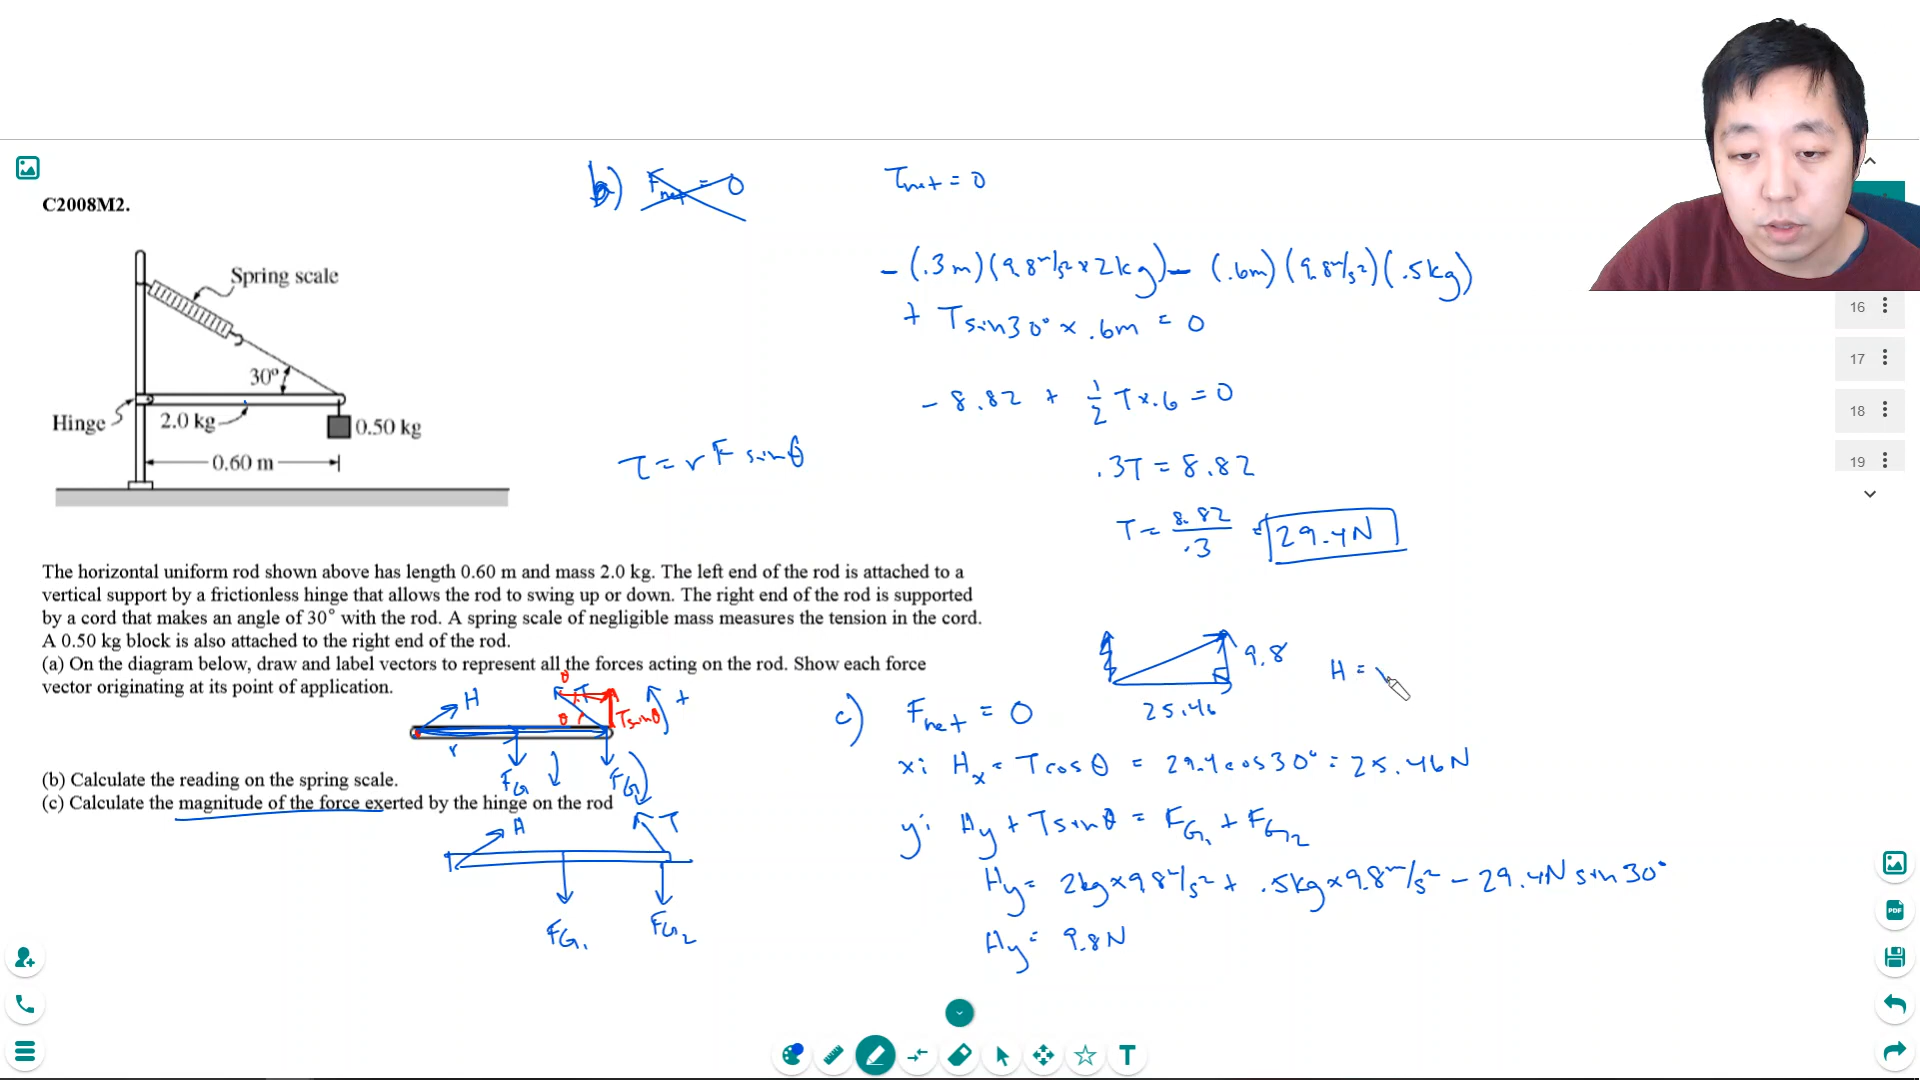 C2008M2.
Spring scale
30°
Hinge
2.0 kg
0.50 kg
0.60 m
The horizontal uniform rod shown above has length 0.60 m and mass 2.0 kg. The left end of the rod is attached to a
vertical support by a frictionless hinge that allows the rod to swing up or down. The right end of the rod is supported
by a cord that makes an angle of 30° with the rod. A spring scale of negligible mass measures the tension in the cord.
A 0.50 kg block is also attached to the right end of the rod.
(a) On the diagram below, draw and label vectors to represent all the forces acting on the rod. Show each force
vector originating at its point of application.
H
θ
T
θ
Tsinθ
+
r
FG
FG
(b) Calculate the reading on the spring scale.
(c) Calculate the magnitude of the force exerted by the hinge on the rod
H
T
FG1
FG2
b) Fnet = 0
τ = rF sinθ
τnet = 0
- (.3m)(9.8m/s² x 2kg) - (.6m)(9.8m/s²)(.5kg)
+ Tsin30° x .6m = 0
- 8.82 + 1/2 T x .6 = 0
.3T = 8.82
T = 8.82/.3 = 29.4N
9.8
25.46
H =
c) Fnet = 0
x: Hx = Tcosθ = 29.4cos30° = 25.46N
y: Hy + Tsinθ = FG1 + FG2
Hy = 2kg x 9.8m/s² + .5kg x 9.8m/s² - 29.4N sin30°
Hy = 9.8N
16
17
18
19
PDF
T